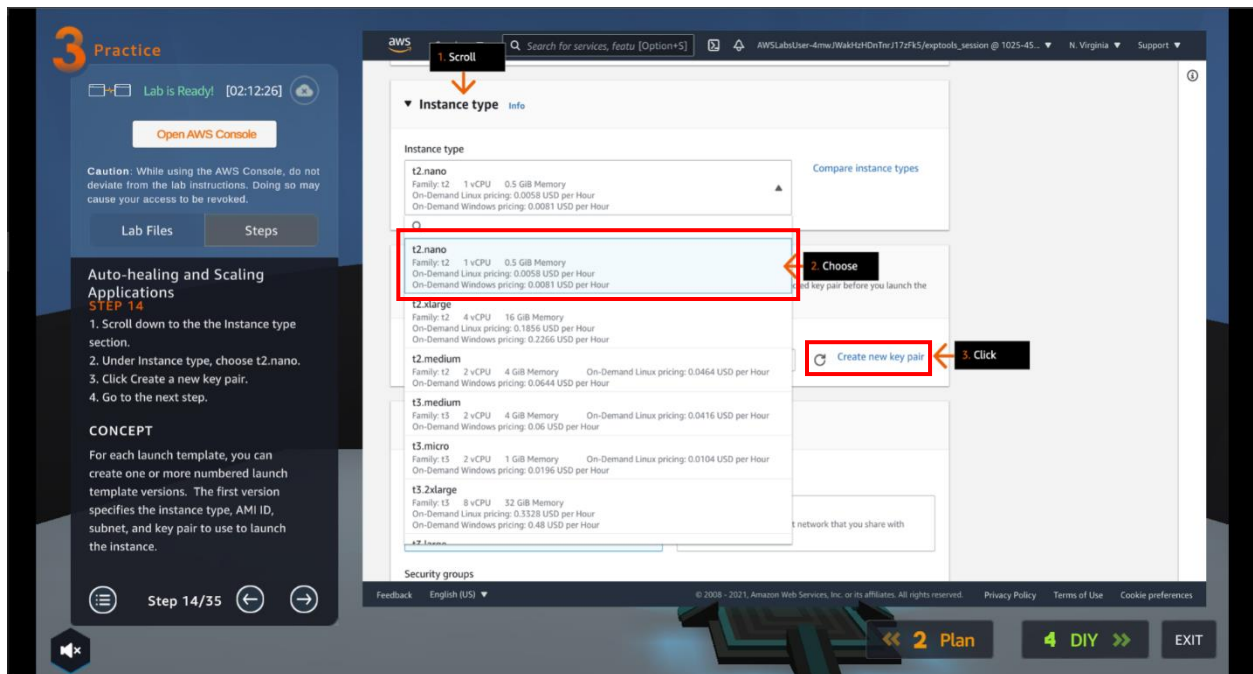 3 Practice
Lab is Ready! [02:12:26]
Open AWS Console
Caution: While using the AWS Console, do not
deviate from the lab instructions. Doing so may
cause your access to be revoked.
Lab Files
Steps
Auto-healing and Scaling
Applications
STEP 14
1. Scroll down to the the Instance type
section.
2. Under Instance type, choose t2.nano.
3. Click Create a new key pair.
4. Go to the next step.
CONCEPT
For each launch template, you can
create one or more numbered launch
template versions. The first version
specifies the instance type, AMI ID,
subnet, and key pair to use to launch
the instance.
Step 14/35
aws
Search for services, featu [Option+S]
N. Virginia
Support
1. Scroll
Instance type Info
Instance type
t2.nano
Family: t2 1 vCPU 0.5 GiB Memory
On-Demand Linux pricing: 0.0058 USD per Hour
On-Demand Windows pricing: 0.0081 USD per Hour
Compare instance types
t2.nano
Family: t2 1 vCPU 0.5 GiB Memory
On-Demand Linux pricing: 0.0058 USD per Hour
On-Demand Windows pricing: 0.0081 USD per Hour
2. Choose
key pair before you launch the
t2.xlarge
Family: t2 4 vCPU 16 GiB Memory
On-Demand Linux pricing: 0.1856 USD per Hour
On-Demand Windows pricing: 0.2266 USD per Hour
t2.medium
Family: t2 2 vCPU 4 GiB Memory On-Demand Linux pricing: 0.0464 USD per Hour
On-Demand Windows pricing: 0.0644 USD per Hour
Create new key pair
3. Click
t3.medium
Family: t3 2 vCPU 4 GiB Memory On-Demand Linux pricing: 0.0416 USD per Hour
On-Demand Windows pricing: 0.06 USD per Hour
t3.micro
Family: t3 2 vCPU 1 GiB Memory On-Demand Linux pricing: 0.0104 USD per Hour
On-Demand Windows pricing: 0.0196 USD per Hour
t3.2xlarge
Family: t3 8 vCPU 32 GiB Memory
On-Demand Linux pricing: 0.3328 USD per Hour
On-Demand Windows pricing: 0.48 USD per Hour
t network that you share with
t3.large
Security groups
Feedback English (US)
© 2008 - 2021, Amazon Web Services, Inc. or its affiliates. All rights reserved. Privacy Policy Terms of Use Cookie preferences
2 Plan
4 DIY
EXIT